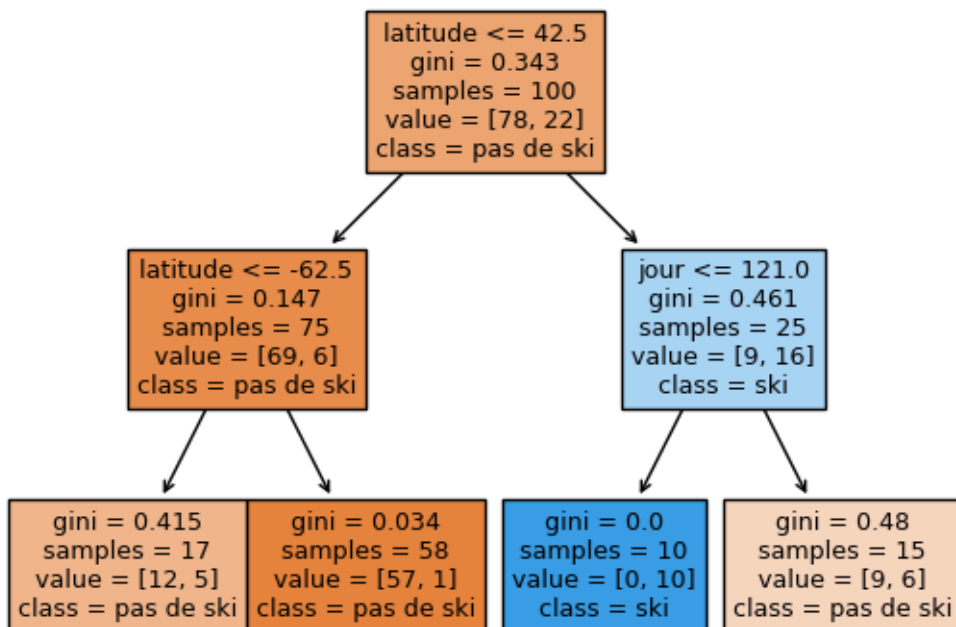 latitude <= 42.5
gini = 0.343
samples = 100
value = [78, 22]
class = pas de ski
latitude <= -62.5
gini = 0.147
samples = 75
value = [69, 6]
class = pas de ski
jour <= 121.0
gini = 0.461
samples = 25
value = [9, 16]
class = ski
gini = 0.415
samples = 17
value = [12, 5]
class = pas de ski
gini = 0.034
samples = 58
value = [57, 1]
class = pas de ski
gini = 0.0
samples = 10
value = [0, 10]
class = ski
gini = 0.48
samples = 15
value = [9, 6]
class = pas de ski